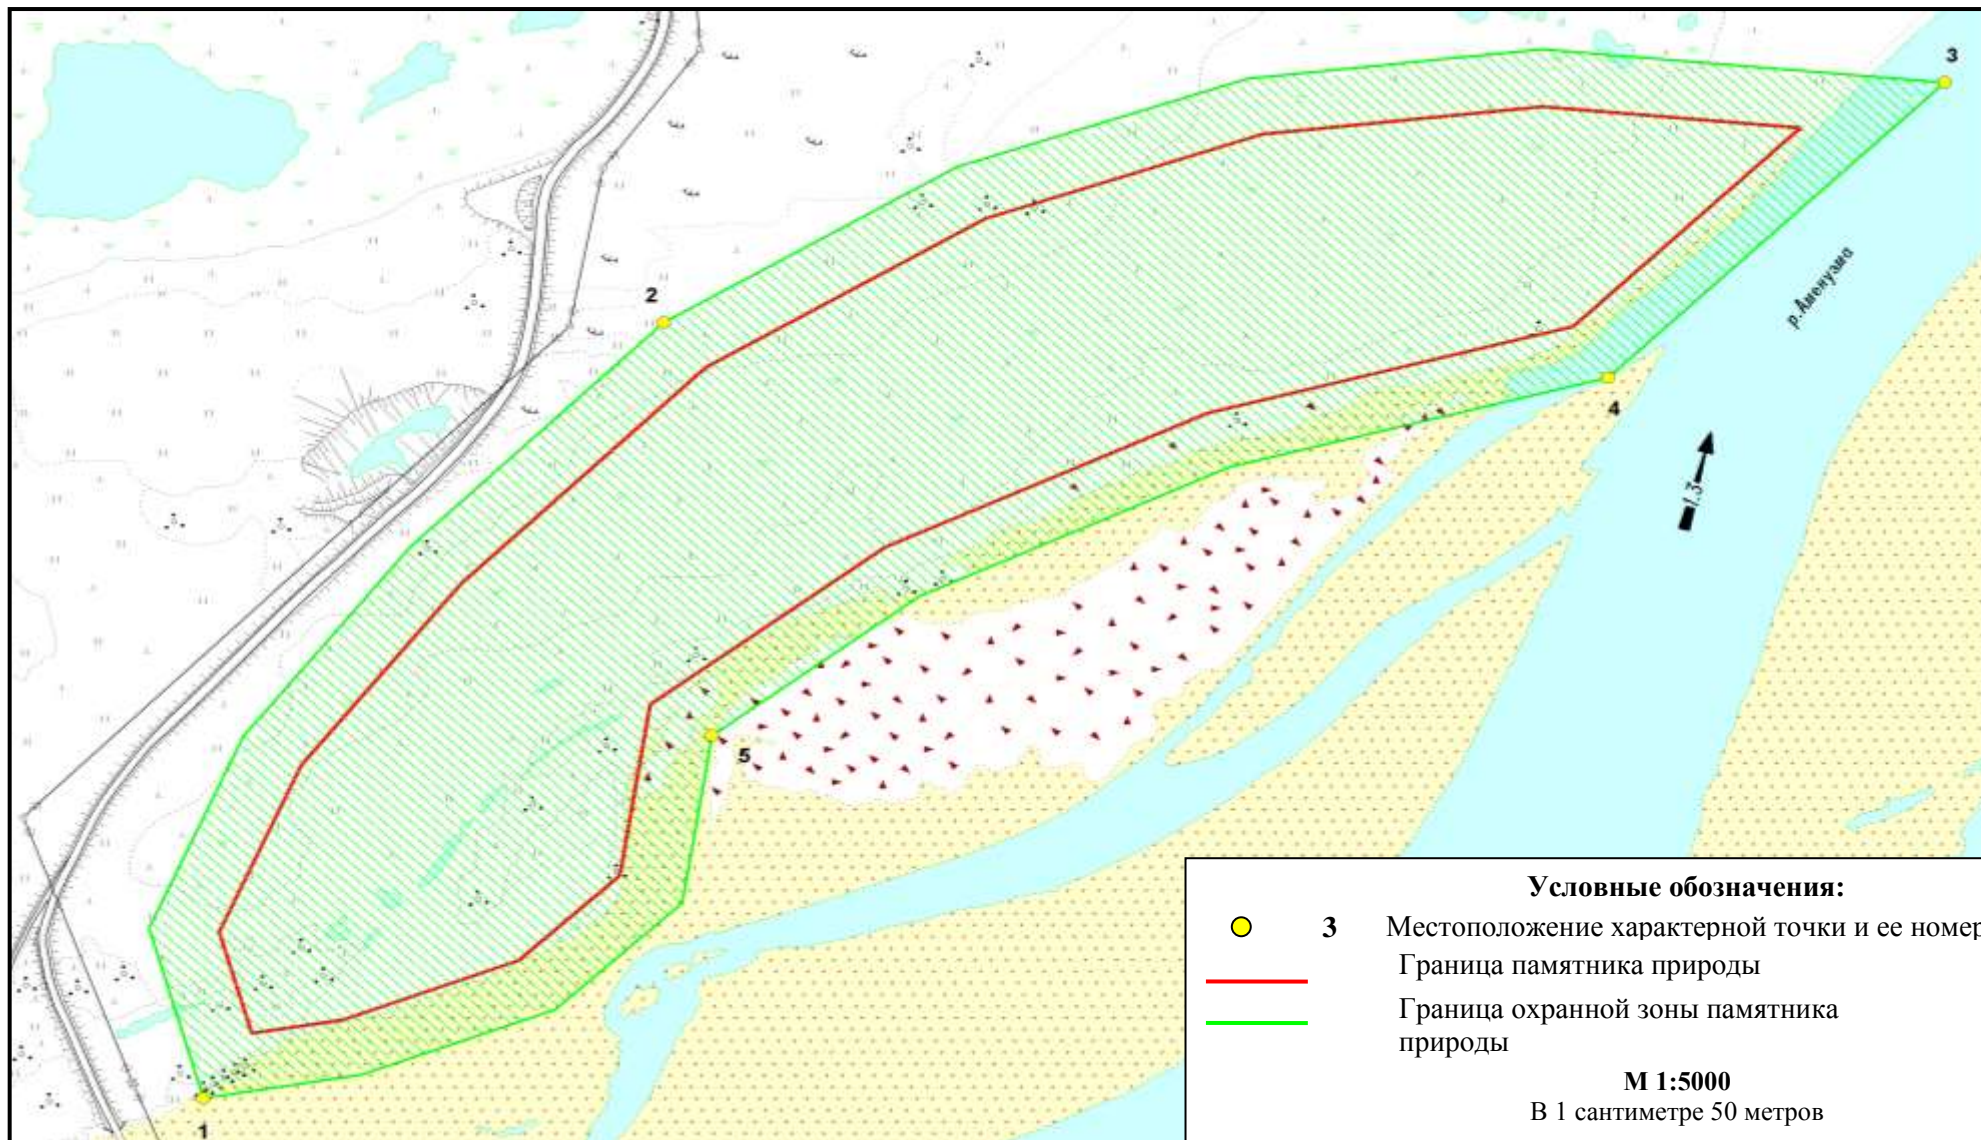 3
2
р. Амнуэма
4
1.3
5
1
Условные обозначения:
3 Местоположение характерной точки и ее номер
Граница памятника природы
Граница охранной зоны памятника
природы
М 1:5000
В 1 сантиметре 50 метров